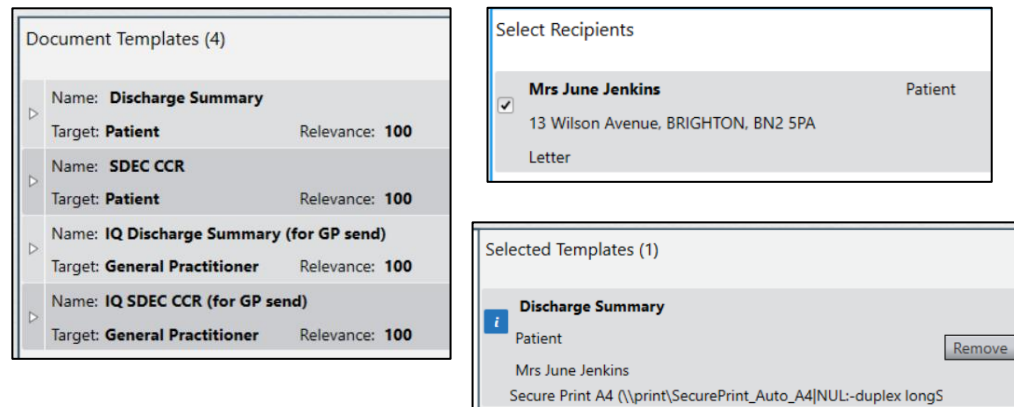 Document Templates (4)
Name: Discharge Summary
Target: Patient Relevance: 100
Name: SDEC CCR
Target: Patient Relevance: 100
Name: IQ Discharge Summary (for GP send)
Target: General Practitioner Relevance: 100
Name: IQ SDEC CCR (for GP send)
Target: General Practitioner Relevance: 100
Select Recipients
Mrs June Jenkins Patient
13 Wilson Avenue, BRIGHTON, BN2 5PA
Letter
Selected Templates (1)
Discharge Summary
i
Patient
Remove
Mrs June Jenkins
Secure Print A4 (\\print\SecurePrint_Auto_A4|NUL:-duplex longS